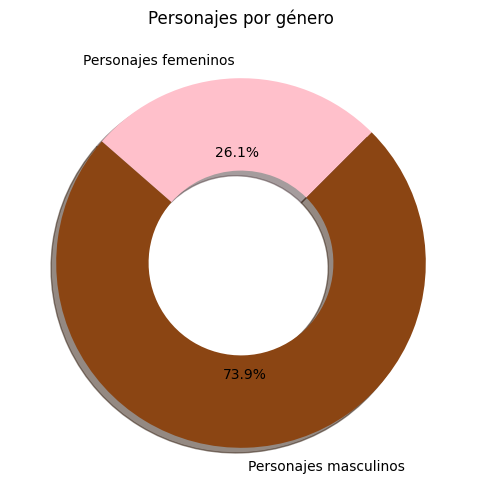 Personajes por género
Personajes femeninos
26.1%
73.9%
Personajes masculinos